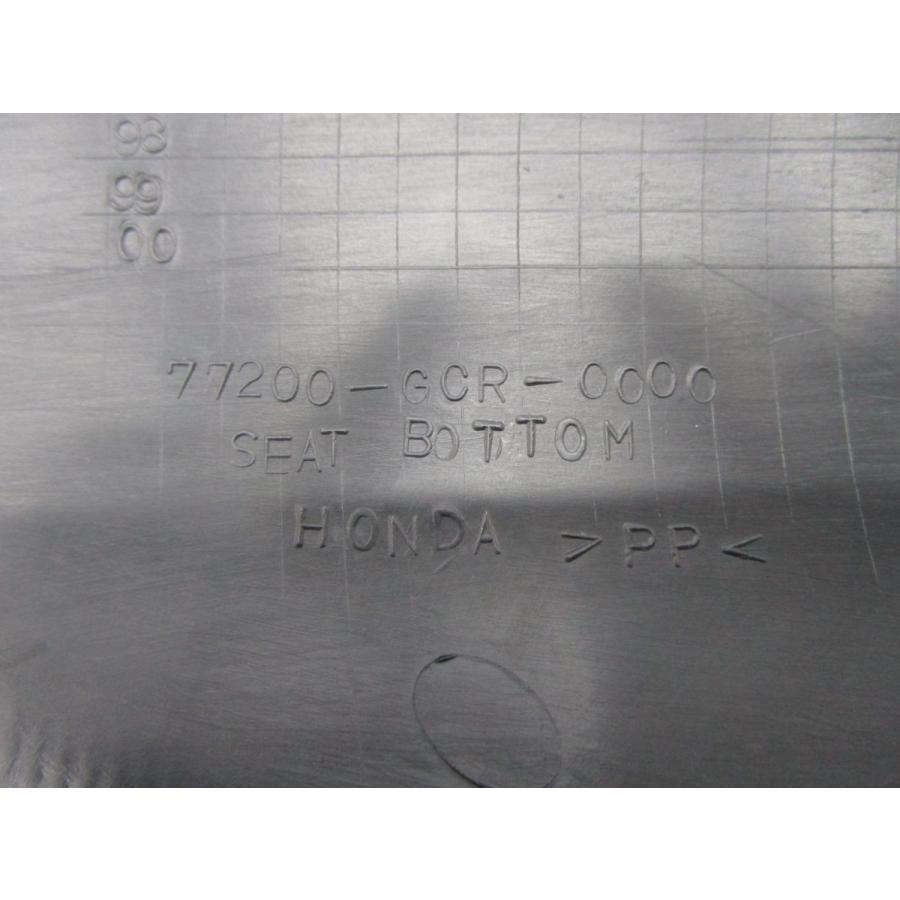 98
99
00
77200-GCR-0000
SEAT BOTTOM
HONDA >PP<